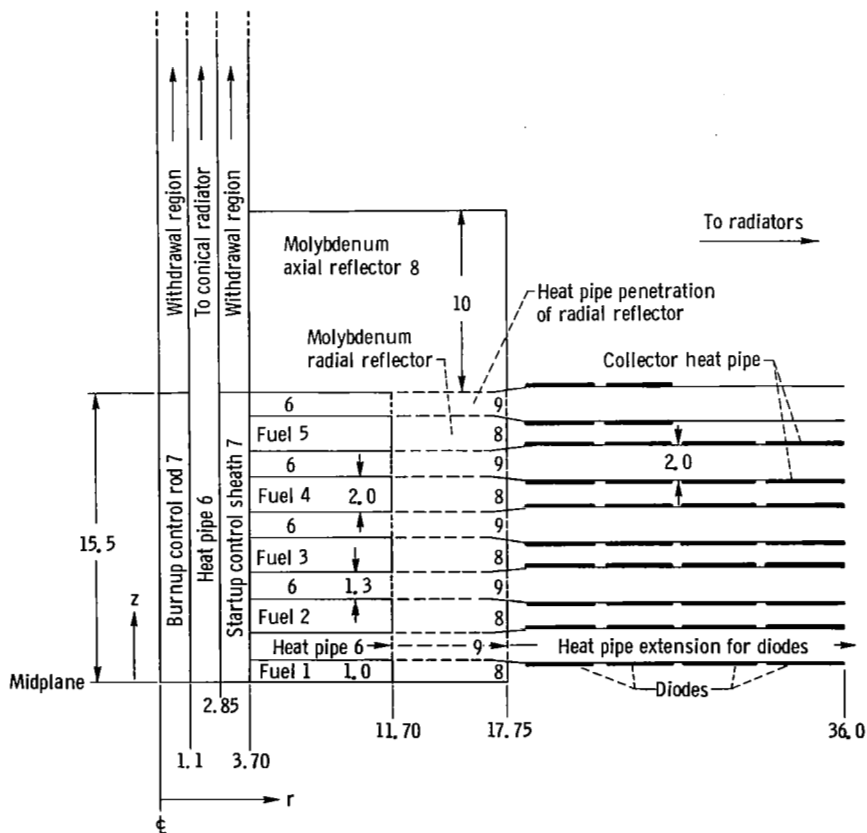 Withdrawal region
To conical radiator
Withdrawal region
Molybdenum
axial reflector 8
10
To radiators
Heat pipe penetration
of radial reflector
Molybdenum
radial reflector
Collector heat pipe
6
9
Fuel 5
8
6
9
2.0
Fuel 4
2.0
8
15.5
Burnup control rod 7
Heat pipe 6
Startup control sheath 7
6
9
Fuel 3
8
6
1.3
9
z
Fuel 2
8
Heat pipe 6
9
Heat pipe extension for diodes
Midplane
Fuel 1
1.0
8
Diodes
2.85
11.70
17.75
36.0
1.1
3.70
r
℄